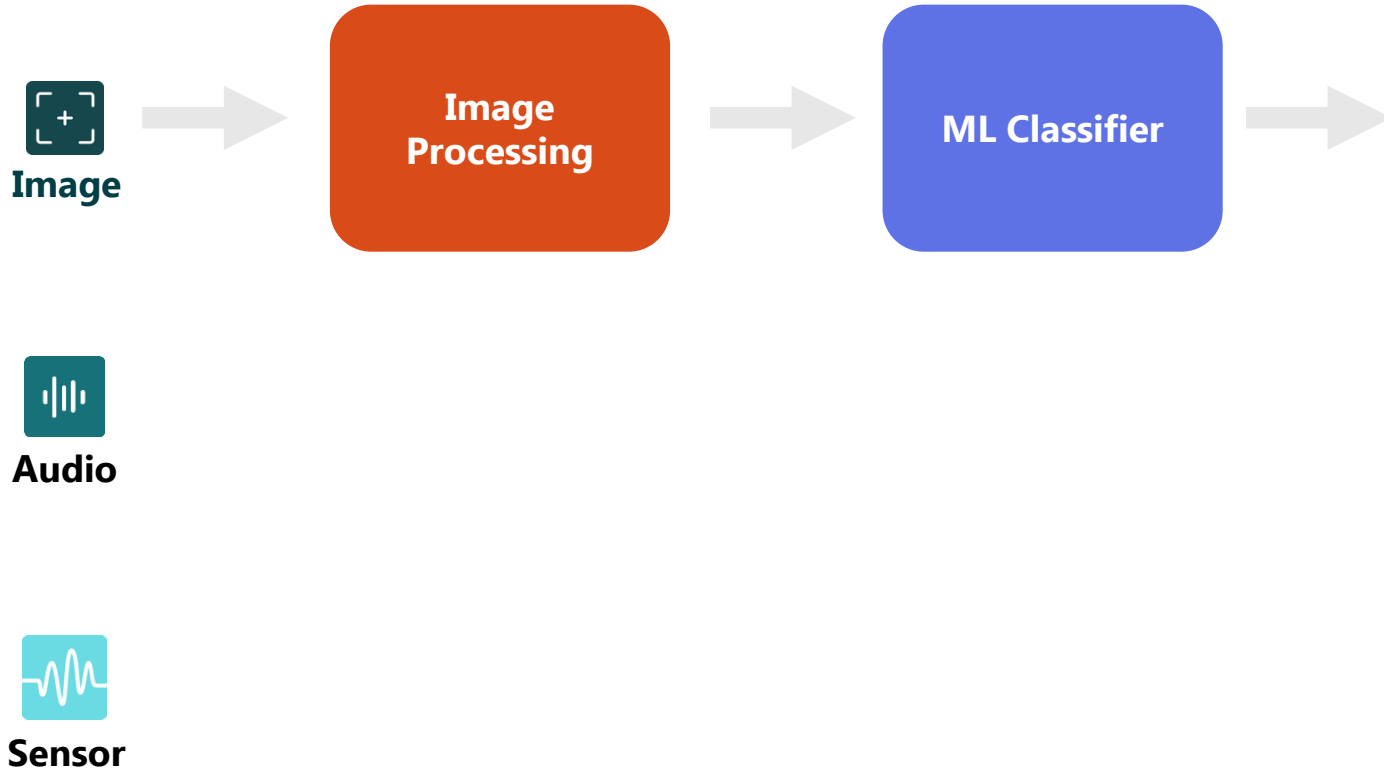 Image
Image
Processing
ML Classifier
Audio
Sensor